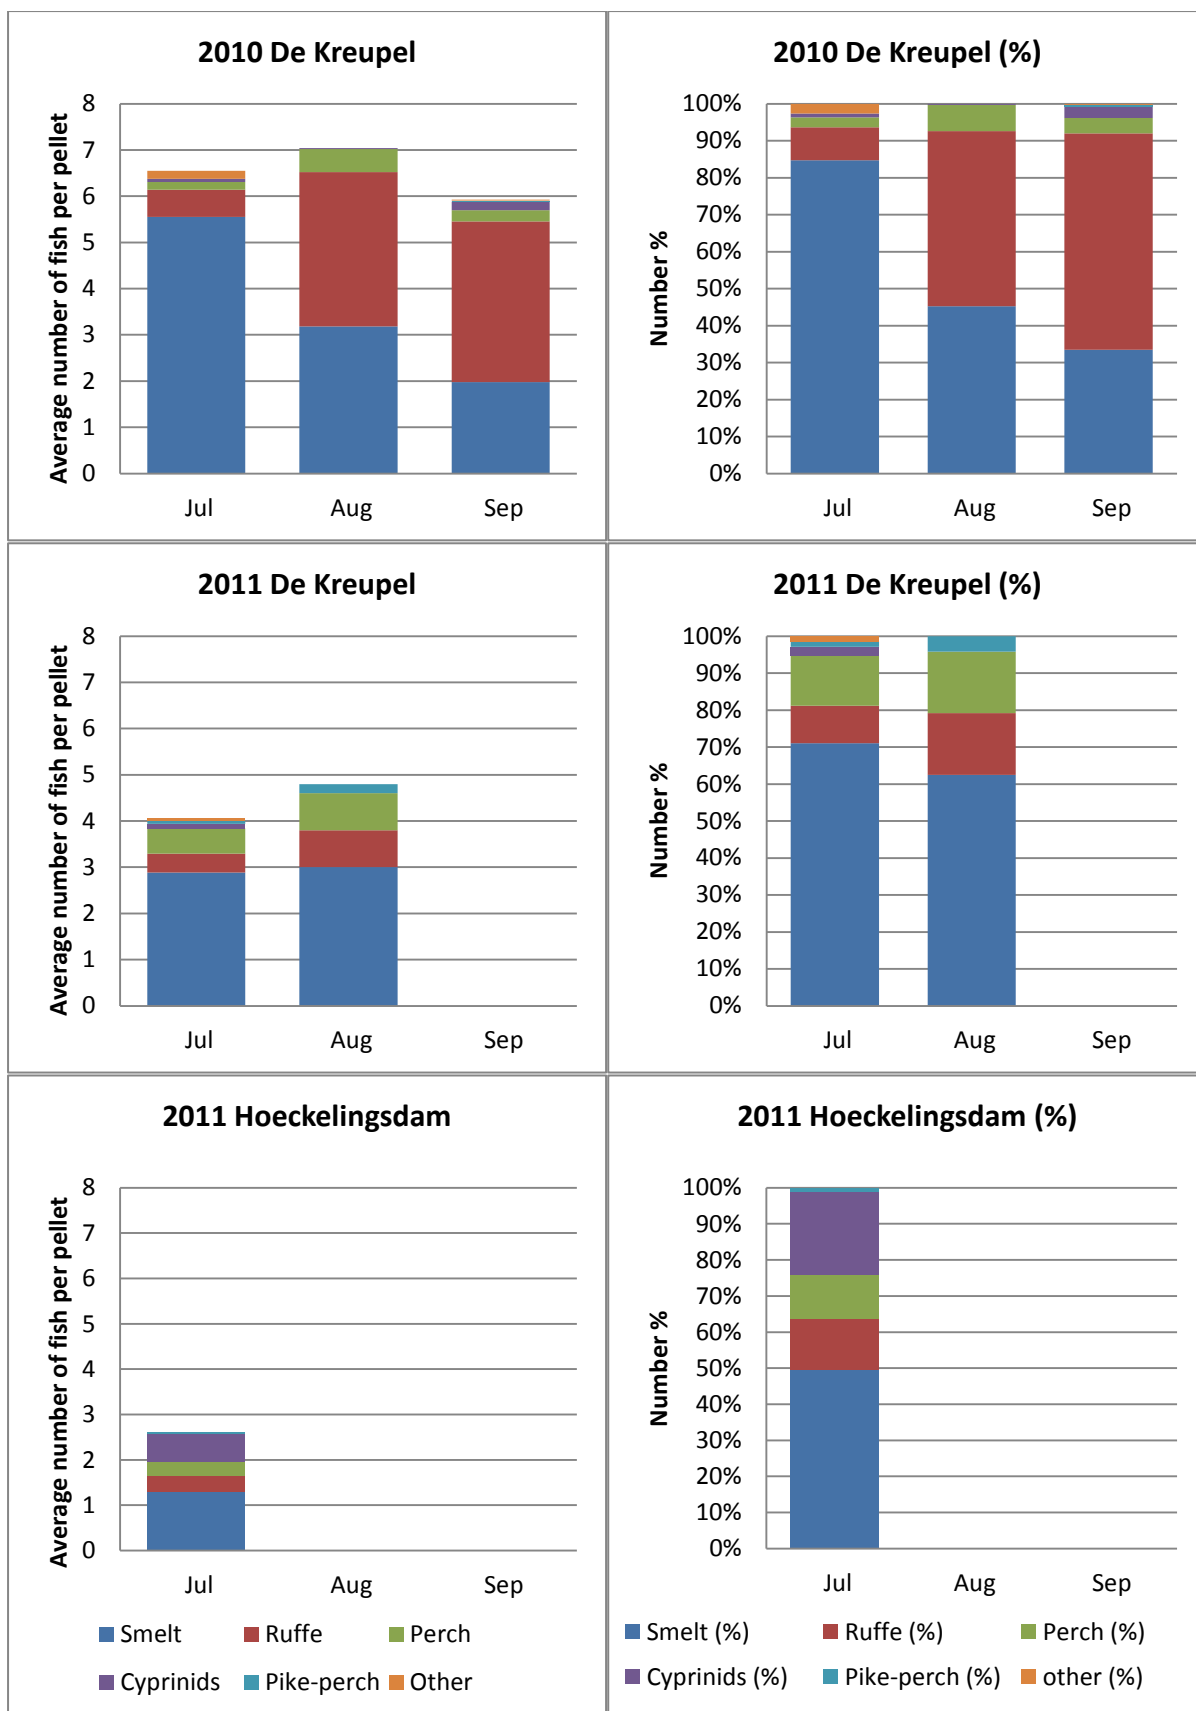 2010 De Kreupel
Average number of fish per pellet
8
7
6
5
4
3
2
1
0
Jul Aug Sep
2010 De Kreupel (%)
Number %
100%
90%
80%
70%
60%
50%
40%
30%
20%
10%
0%
Jul Aug Sep
2011 De Kreupel
Average number of fish per pellet
8
7
6
5
4
3
2
1
0
Jul Aug Sep
2011 De Kreupel (%)
Number %
100%
90%
80%
70%
60%
50%
40%
30%
20%
10%
0%
Jul Aug Sep
2011 Hoeckelingsdam
Average number of fish per pellet
8
7
6
5
4
3
2
1
0
Jul Aug Sep
Smelt Ruffe Perch
Cyprinids Pike-perch Other
2011 Hoeckelingsdam (%)
Number %
100%
90%
80%
70%
60%
50%
40%
30%
20%
10%
0%
Jul Aug Sep
Smelt (%) Ruffe (%) Perch (%)
Cyprinids (%) Pike-perch (%) other (%)